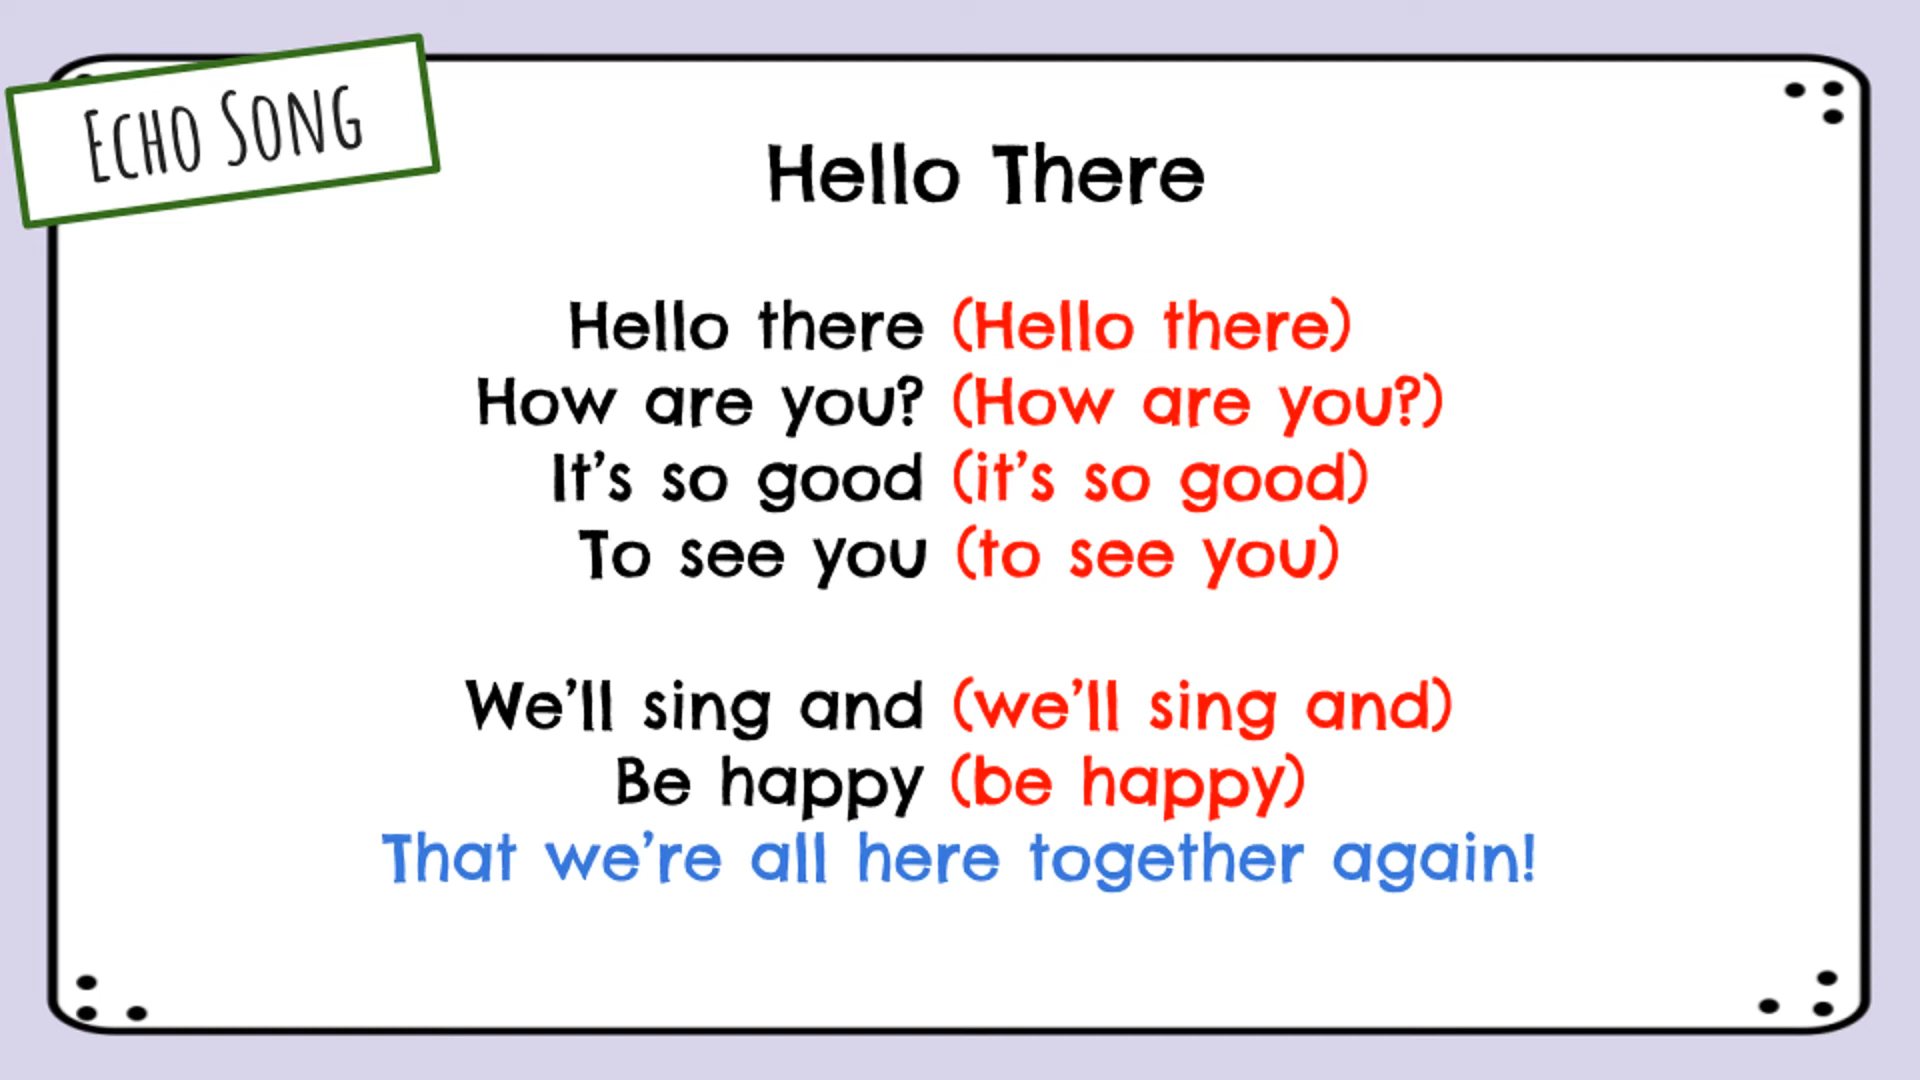 Echo Song
Hello There
Hello there (Hello there)
How are you? (How are you?)
It's so good (it's so good)
To see you (to see you)
We'll sing and (we'll sing and)
Be happy (be happy)
That we're all here together again!